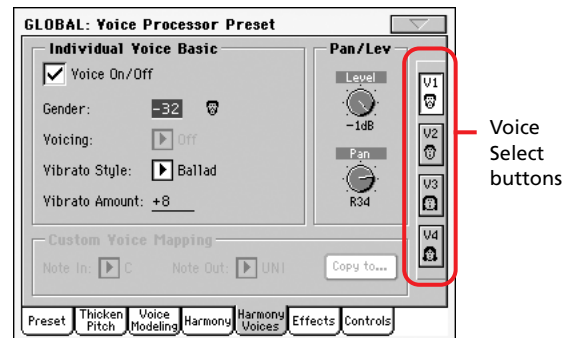 GLOBAL: Voice Processor Preset
Individual Voice Basic
Voice On/Off
Gender: -32
Voicing: Off
Vibrato Style: Ballad
Vibrato Amount: +8
Pan/Lev
Level
-1dB
Pan
R34
V1
V2
V3
V4
Voice
Select
buttons
Custom Voice Mapping
Note In: C Note Out: UNI Copy to...
Preset Thicken Pitch Voice Modeling Harmony Harmony Voices Effects Controls